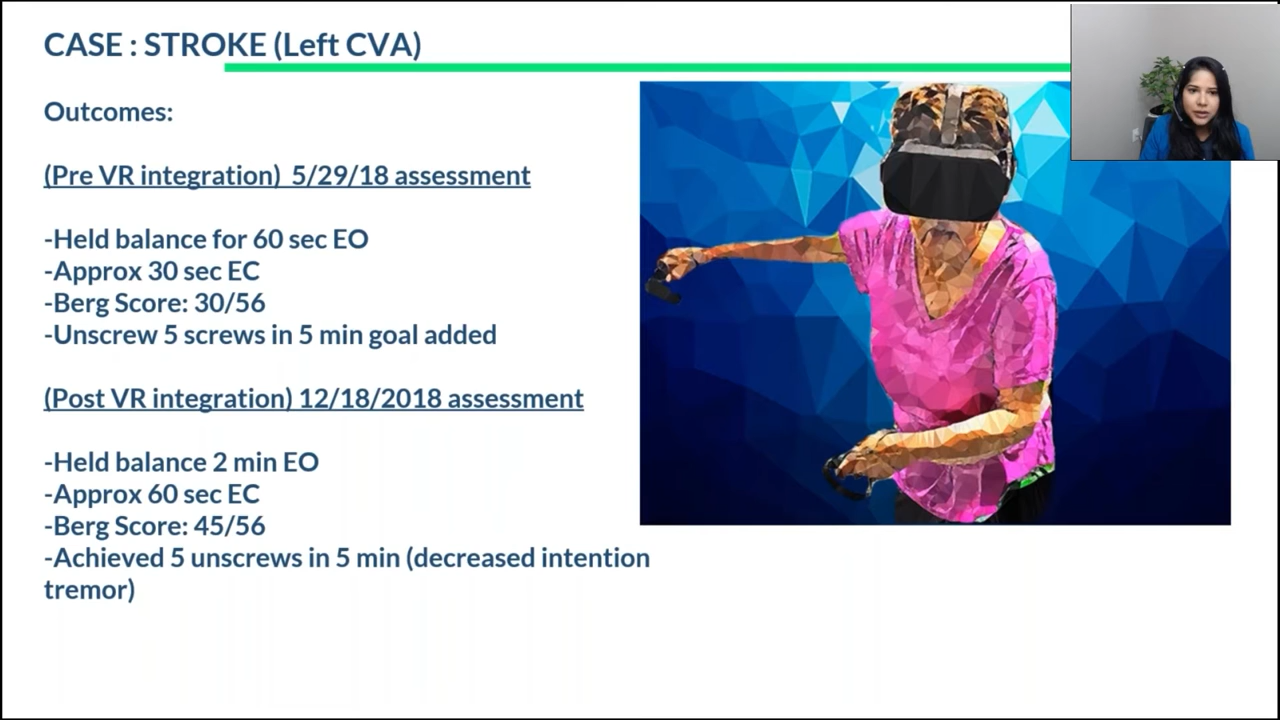 CASE : STROKE (Left CVA)
Outcomes:
(Pre VR integration)  5/29/18 assessment
-Held balance for 60 sec EO
-Approx 30 sec EC
-Berg Score: 30/56
-Unscrew 5 screws in 5 min goal added
(Post VR integration) 12/18/2018 assessment
-Held balance 2 min EO
-Approx 60 sec EC
-Berg Score: 45/56
-Achieved 5 unscrews in 5 min (decreased intention
tremor)